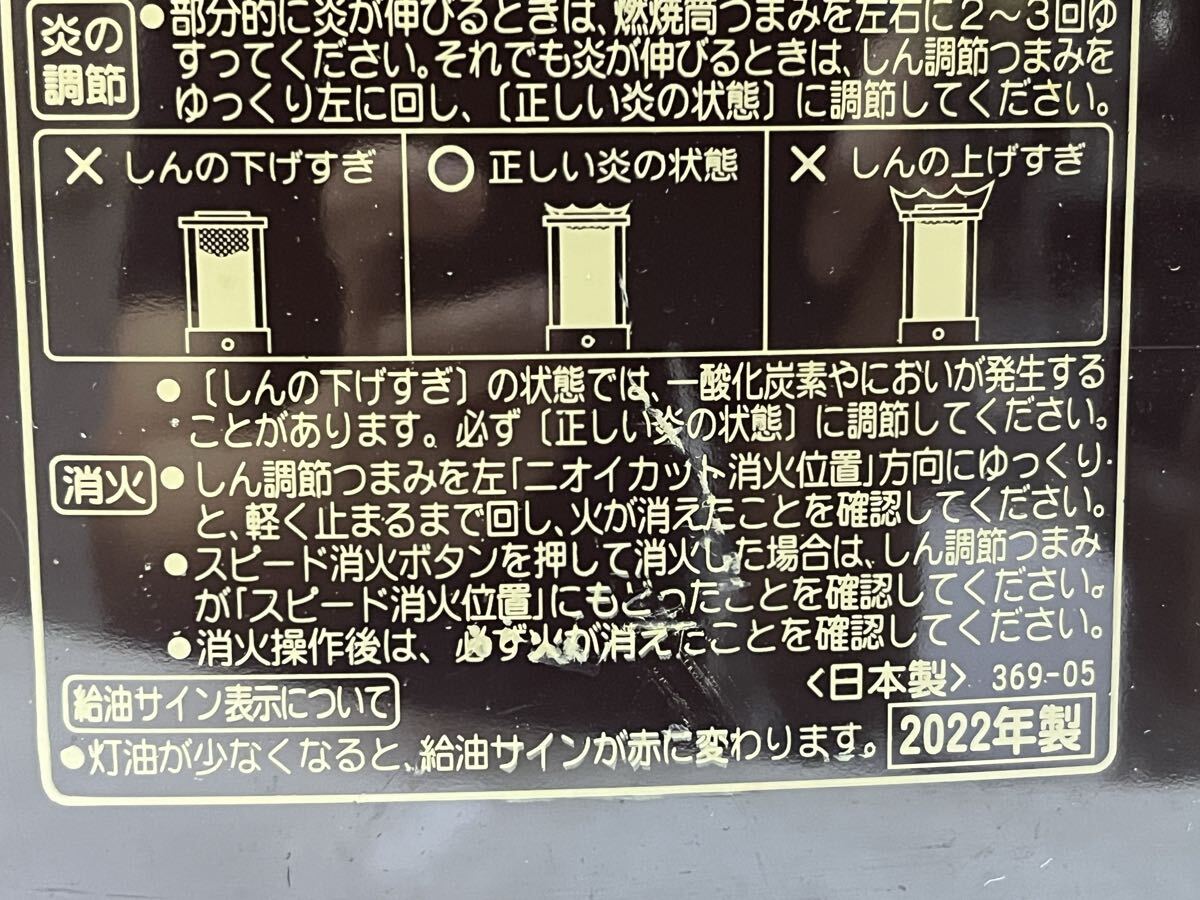 炎の
調節
●部分的に炎が伸びるときは、燃焼筒つまみを左右に2〜3回ゆ
すってください。それでも炎が伸びるときは、しん調節つまみを
ゆっくり左に回し、〔正しい炎の状態〕に調節してください。
×しんの下げすぎ
○正しい炎の状態
×しんの上げすぎ
●〔しんの下げすぎ〕の状態では、一酸化炭素やにおいが発生する
ことがあります。必ず〔正しい炎の状態〕に調節してください。
消火
●しん調節つまみを左「ニオイカット消火位置」方向にゆっくり
と、軽く止まるまで回し、火が消えたことを確認してください。
●スピード消火ボタンを押して消火した場合は、しん調節つまみ
が「スピード消火位置」にもどったことを確認してください。
●消火操作後は、必ず火が消えたことを確認してください。
<日本製> 369-05
給油サイン表示について
●灯油が少なくなると、給油サインが赤に変わります。
2022年製